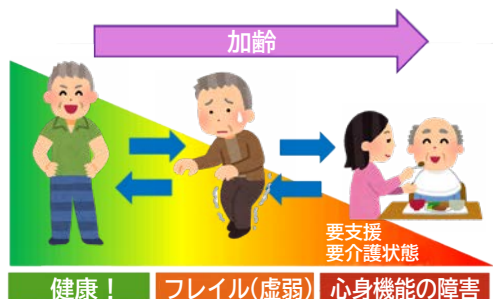 加齢
要支援
要介護状態
健康！
フレイル(虚弱)
心身機能の障害